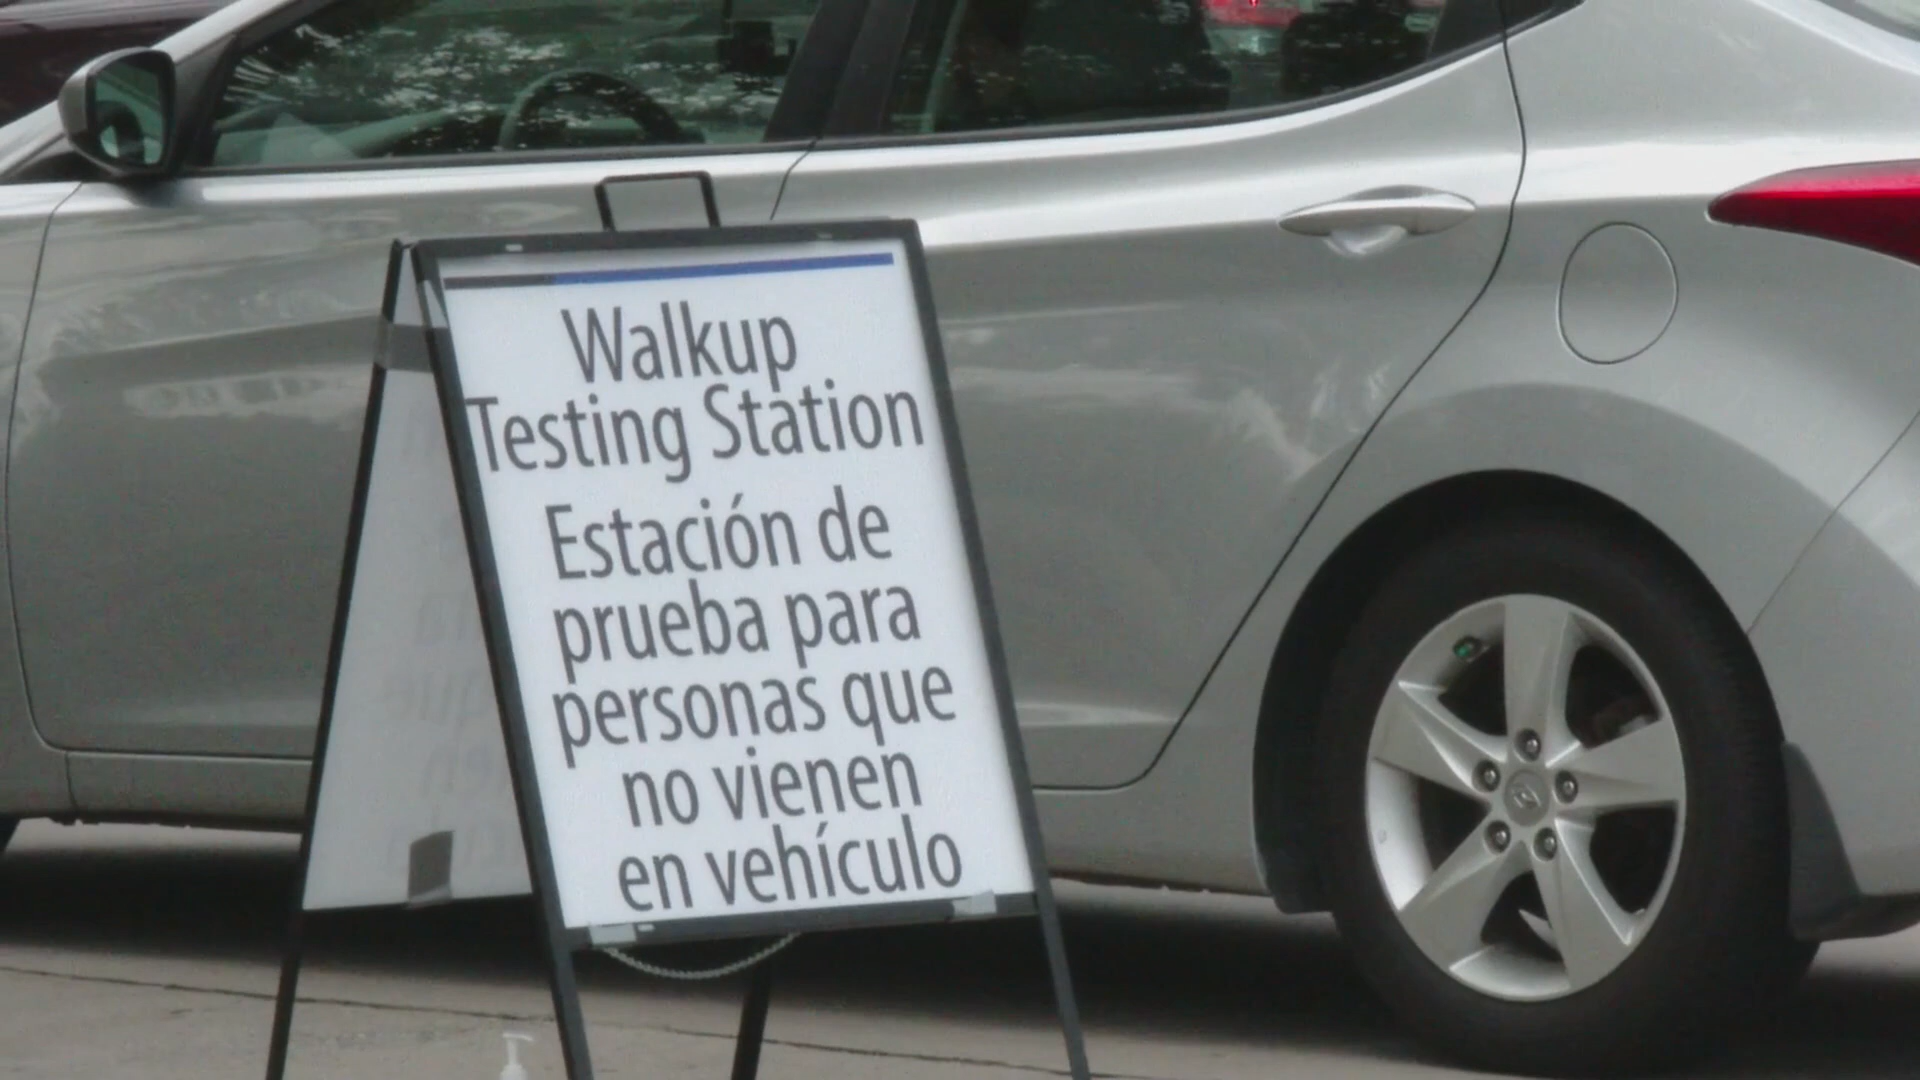 Walkup
Testing Station
Estación de
prueba para
personas que
no vienen
en vehículo